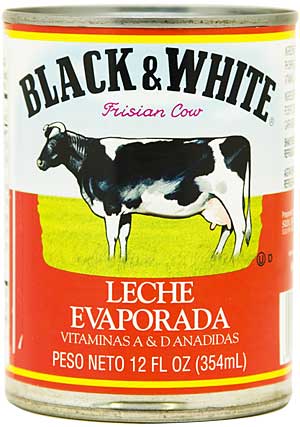 BLACK & WHITE
®
Frisian Cow
Ⓤ D
LECHE
EVAPORADA
VITAMINAS A & D ANADIDAS
PESO NETO 12 FL OZ (354mL)